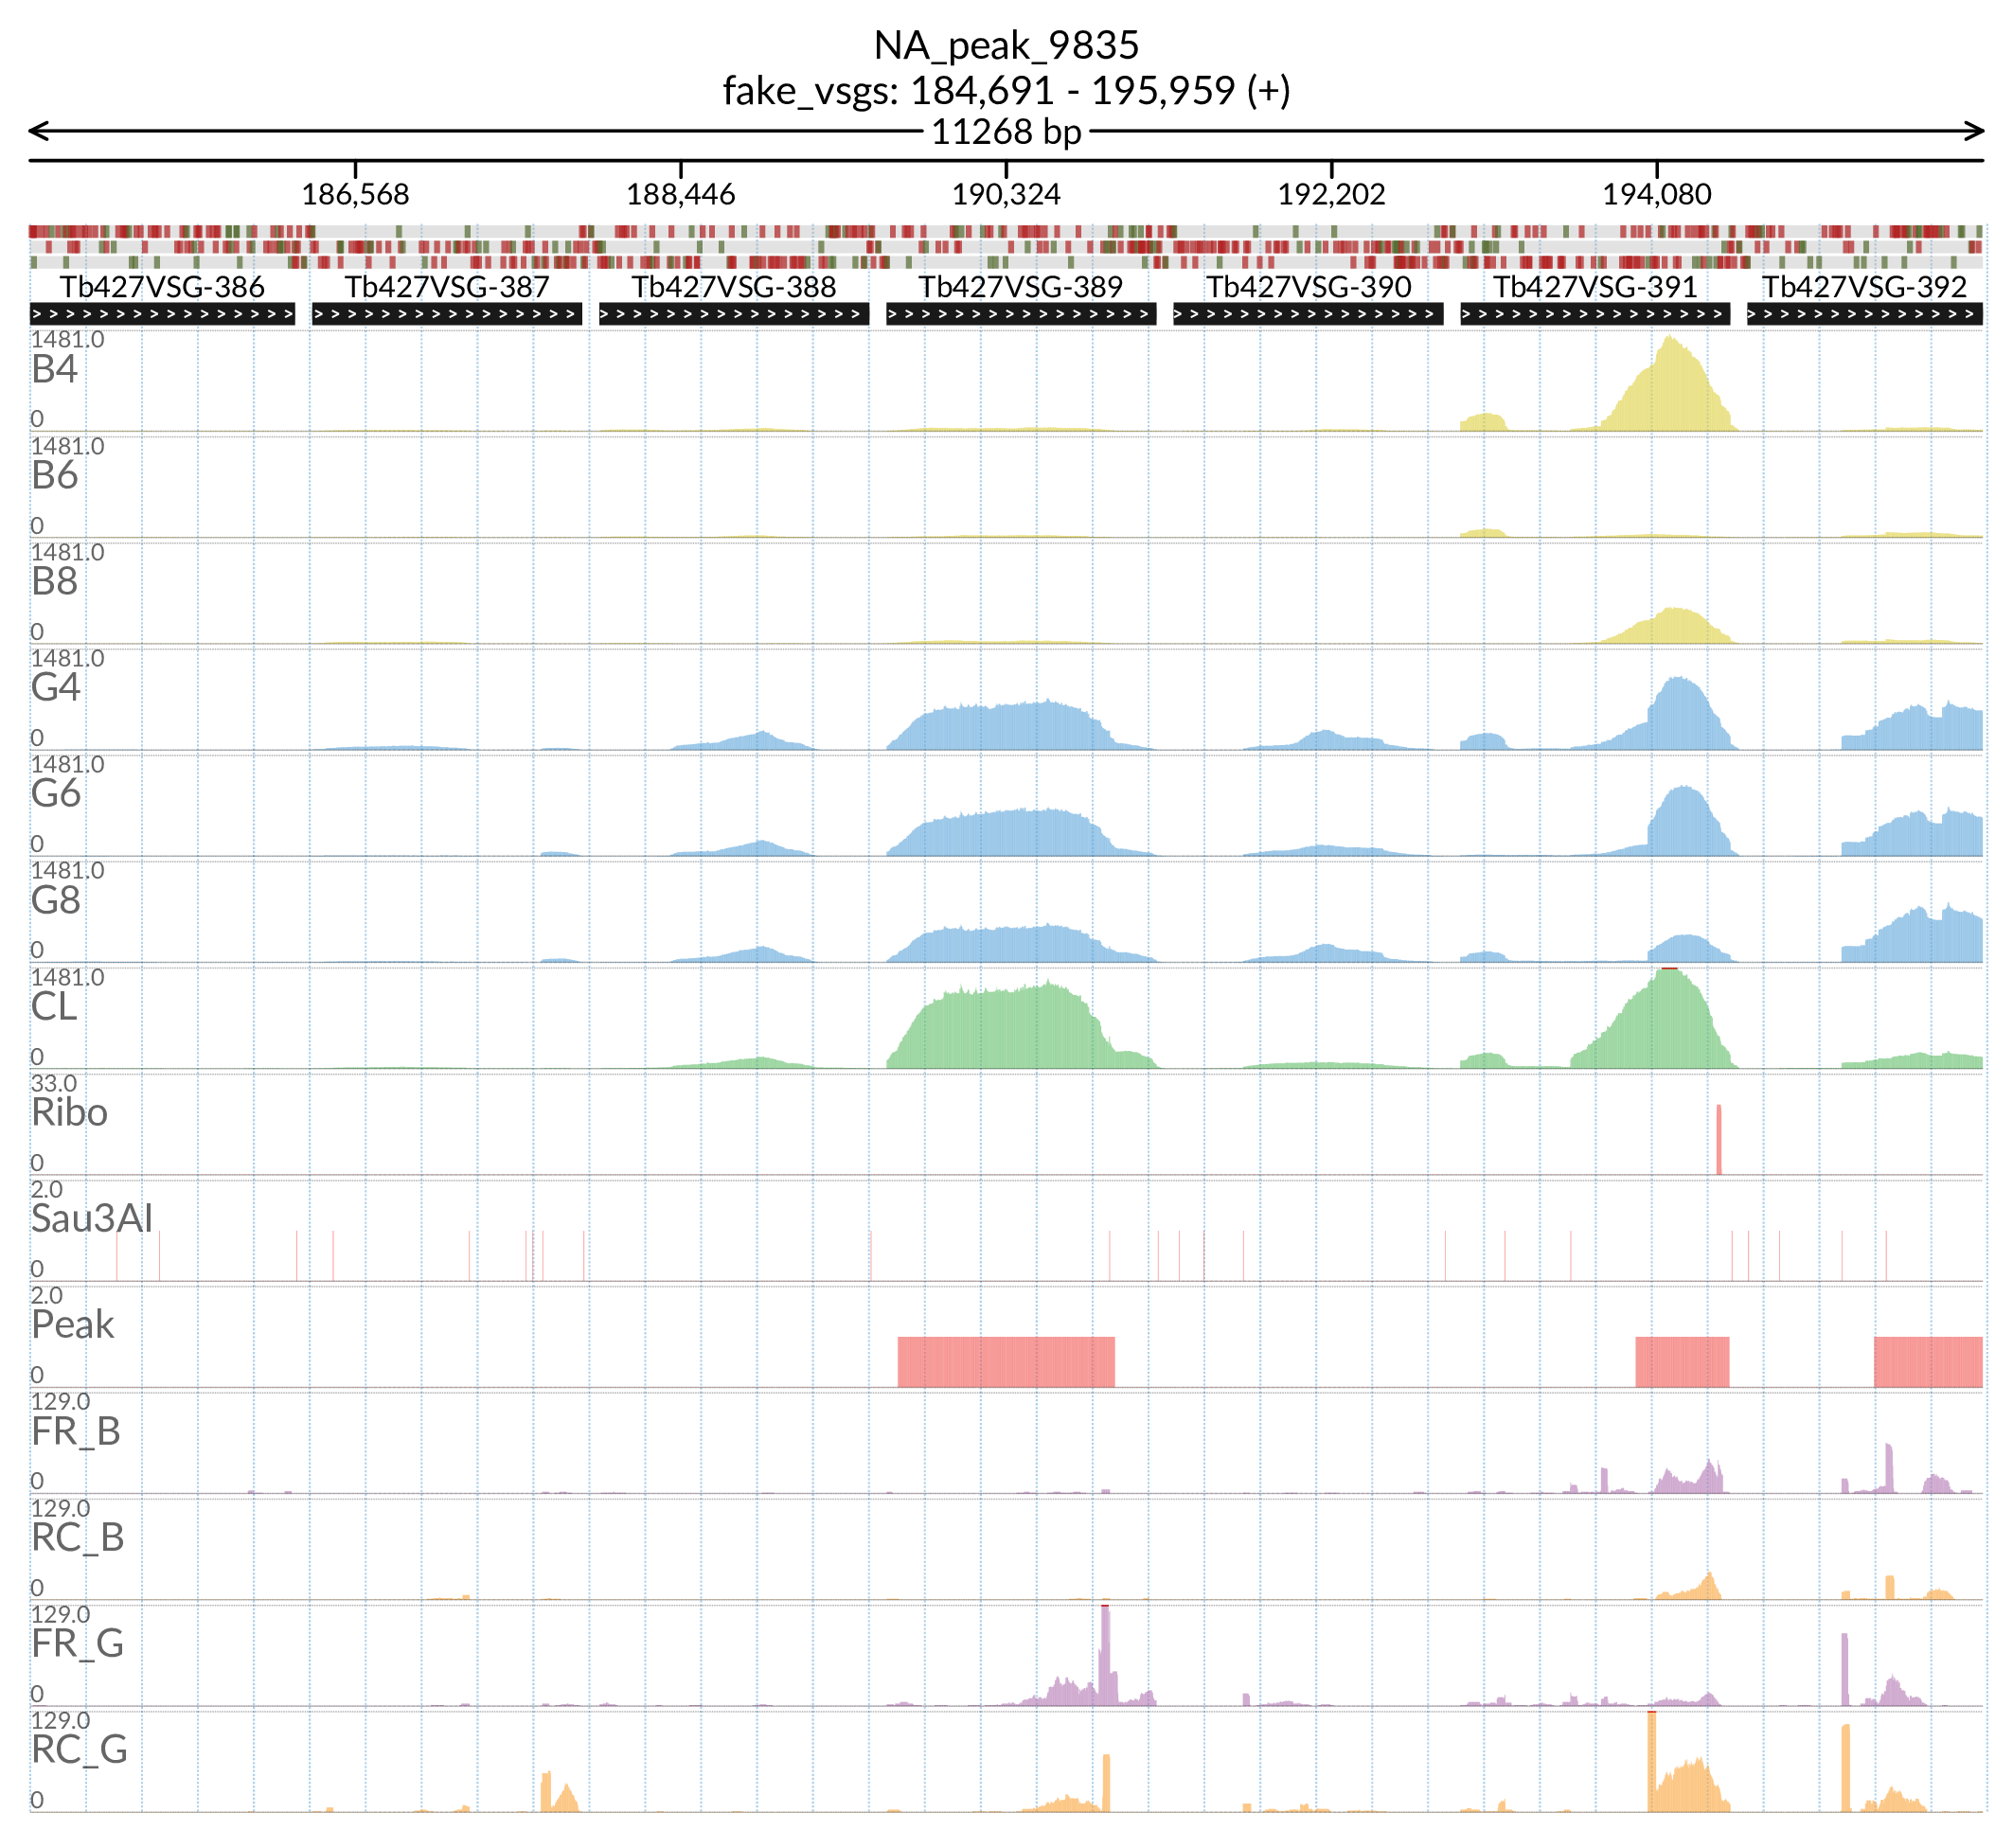 NA_peak_9835
fake_vsgs: 184,691 - 195,959 (+)
11268 bp
186,568 188,446 190,324 192,202 194,080
Tb427VSG-386 Tb427VSG-387 Tb427VSG-388 Tb427VSG-389 Tb427VSG-390 Tb427VSG-391 Tb427VSG-392
1481.0
B4
0
1481.0
B6
0
1481.0
B8
0
1481.0
G4
0
1481.0
G6
0
1481.0
G8
0
1481.0
CL
0
33.0
Ribo
0
2.0
Sau3AI
0
2.0
Peak
0
129.0
FR_B
0
129.0
RC_B
0
129.0
FR_G
0
129.0
RC_G
0